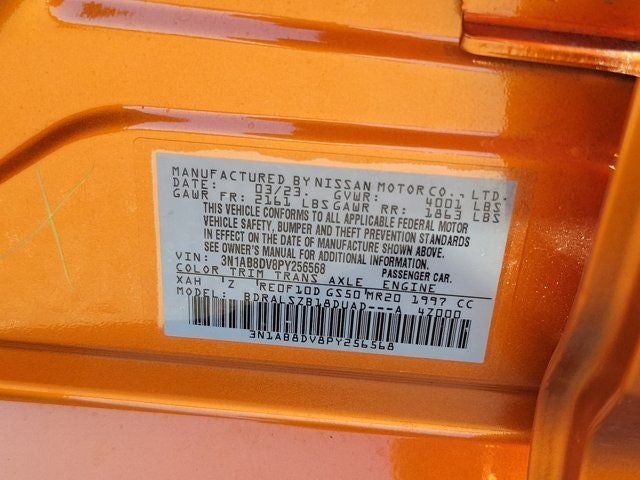 MANUFACTURED BY NISSAN MOTOR CO., LTD.
DATE: 03/23 GVWR: 4001 LBS
GAWR FR: 2161 LBS GAWR RR: 1863 LBS
THIS VEHICLE CONFORMS TO ALL APPLICABLE FEDERAL MOTOR
VEHICLE SAFETY, BUMPER AND THEFT PREVENTION STANDARDS
IN EFFECT ON THE DATE OF MANUFACTURE SHOWN ABOVE.
SEE OWNER'S MANUAL FOR ADDITIONAL INFORMATION.
VIN: 3N1AB8DV8PY256568 PASSENGER CAR.
COLOR TRIM TRANS AXLE ENGINE
XAH Z RE0F10D GS50 MR20 1997 CC
MODEL: BDRALSZB18DUAD---A 4Z000
3N1AB8DV8PY256568